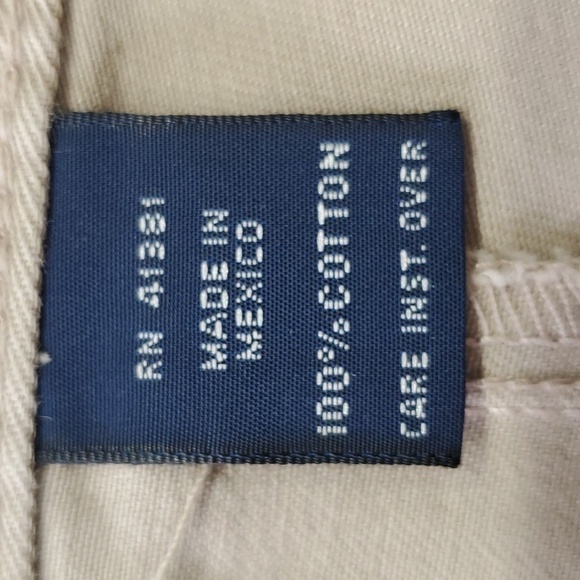 RN 41381
MADE IN
MEXICO
100% COTTON
CARE INST. OVER